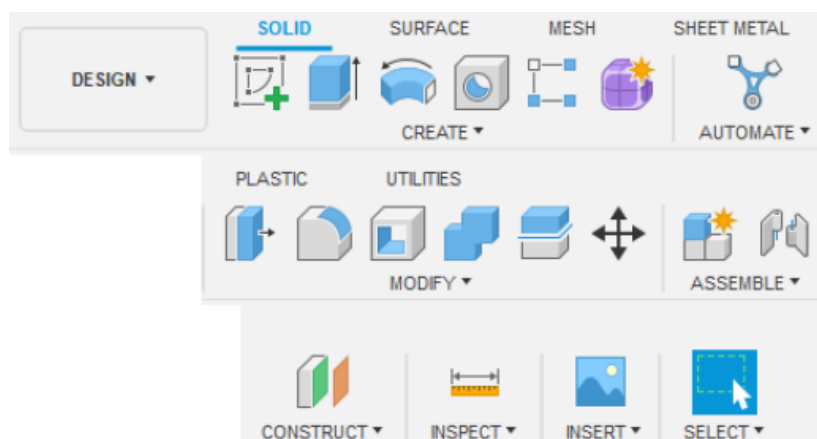 SOLID SURFACE MESH SHEET METAL
DESIGN ▾
CREATE ▾ AUTOMATE ▾
PLASTIC UTILITIES
MODIFY ▾ ASSEMBLE ▾
CONSTRUCT ▾ INSPECT ▾ INSERT ▾ SELECT ▾